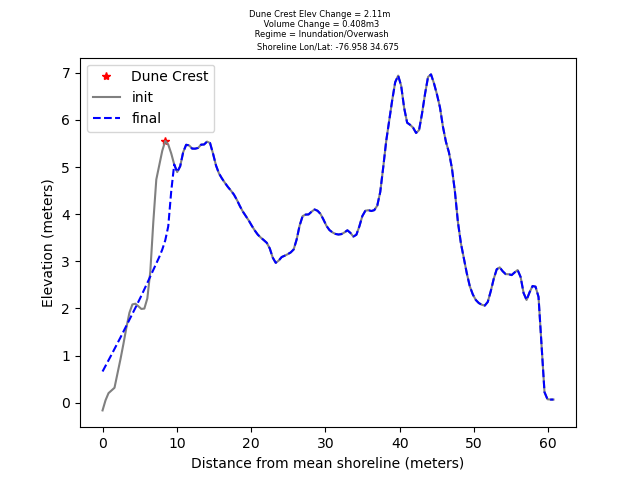 Dune Crest Elev Change = 2.11m
Volume Change = 0.408m3
Regime = Inundation/Overwash
Shoreline Lon/Lat: -76.958 34.675
Dune Crest
init
final
7
6
5
4
3
2
1
0
Elevation (meters)
0 10 20 30 40 50 60
Distance from mean shoreline (meters)